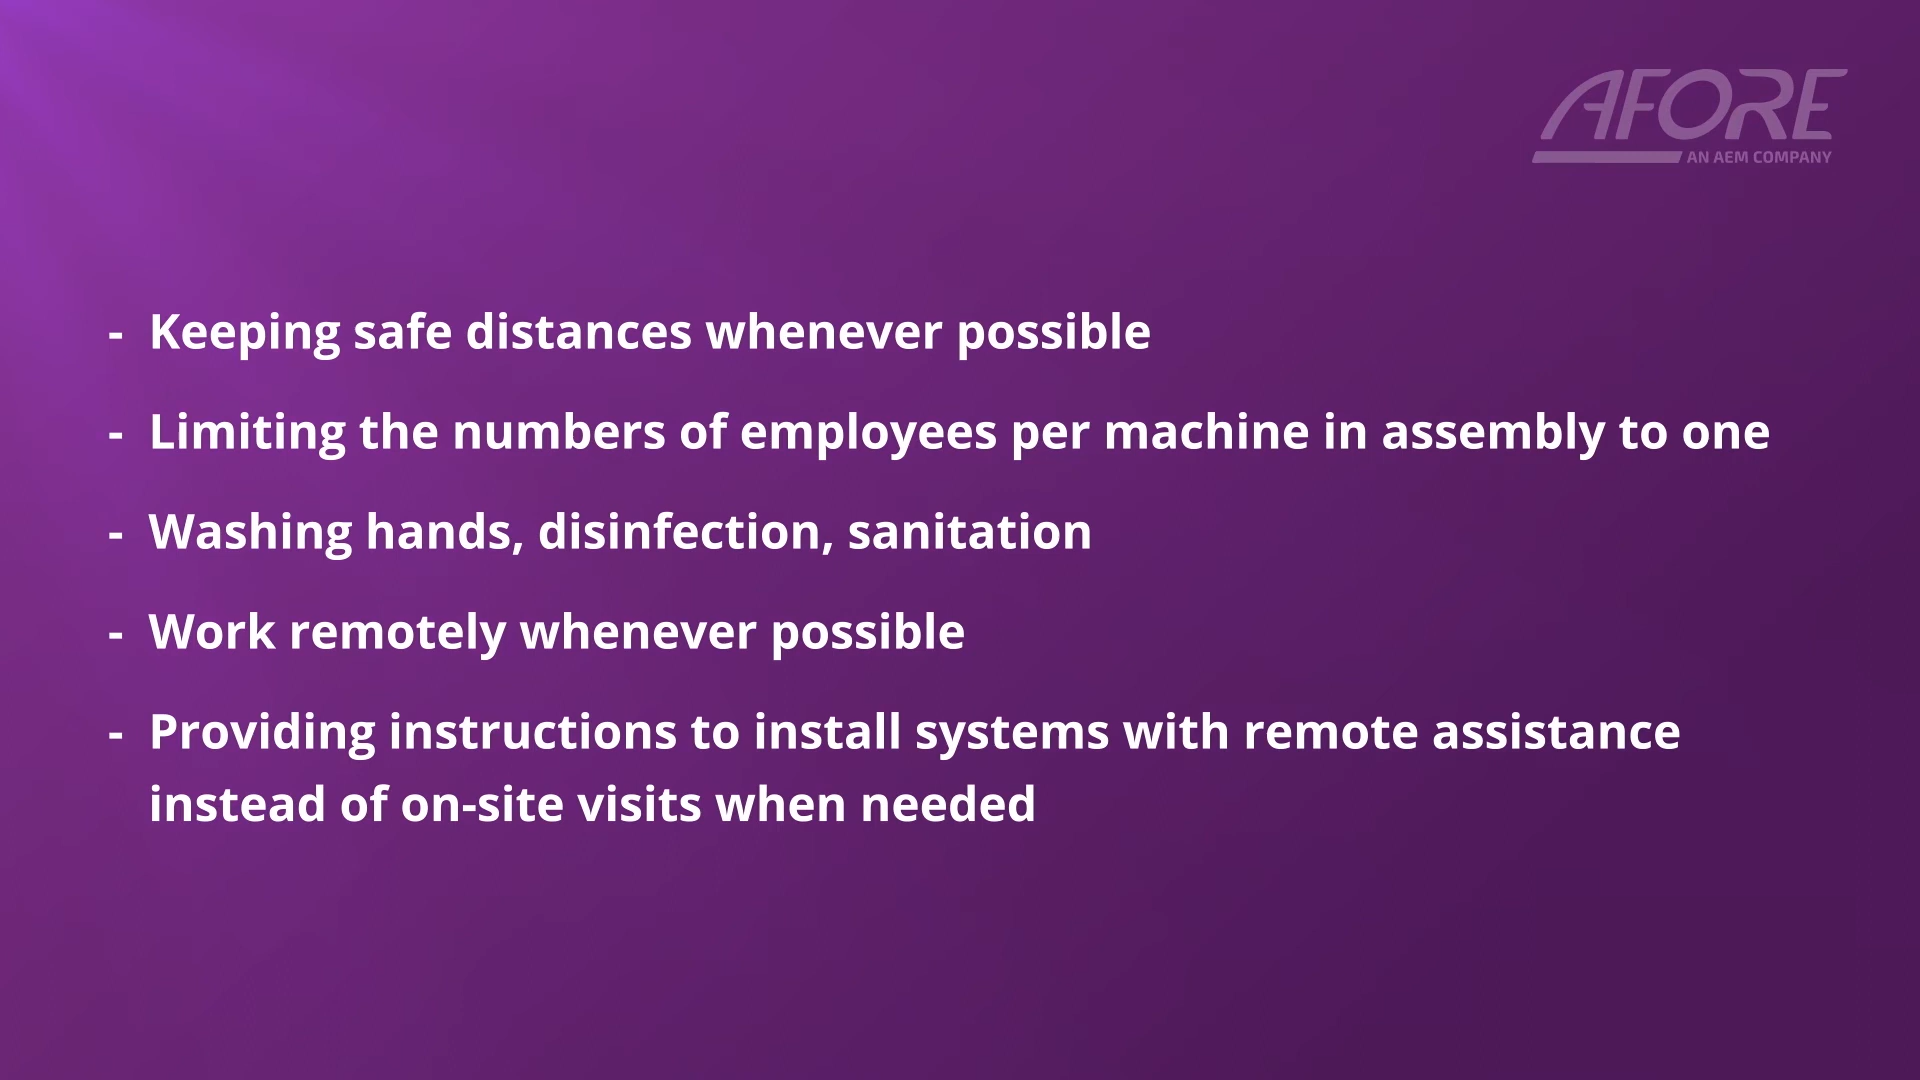 AFORE
AN AEM COMPANY
- Keeping safe distances whenever possible
- Limiting the numbers of employees per machine in assembly to one
- Washing hands, disinfection, sanitation
- Work remotely whenever possible
- Providing instructions to install systems with remote assistance
instead of on-site visits when needed